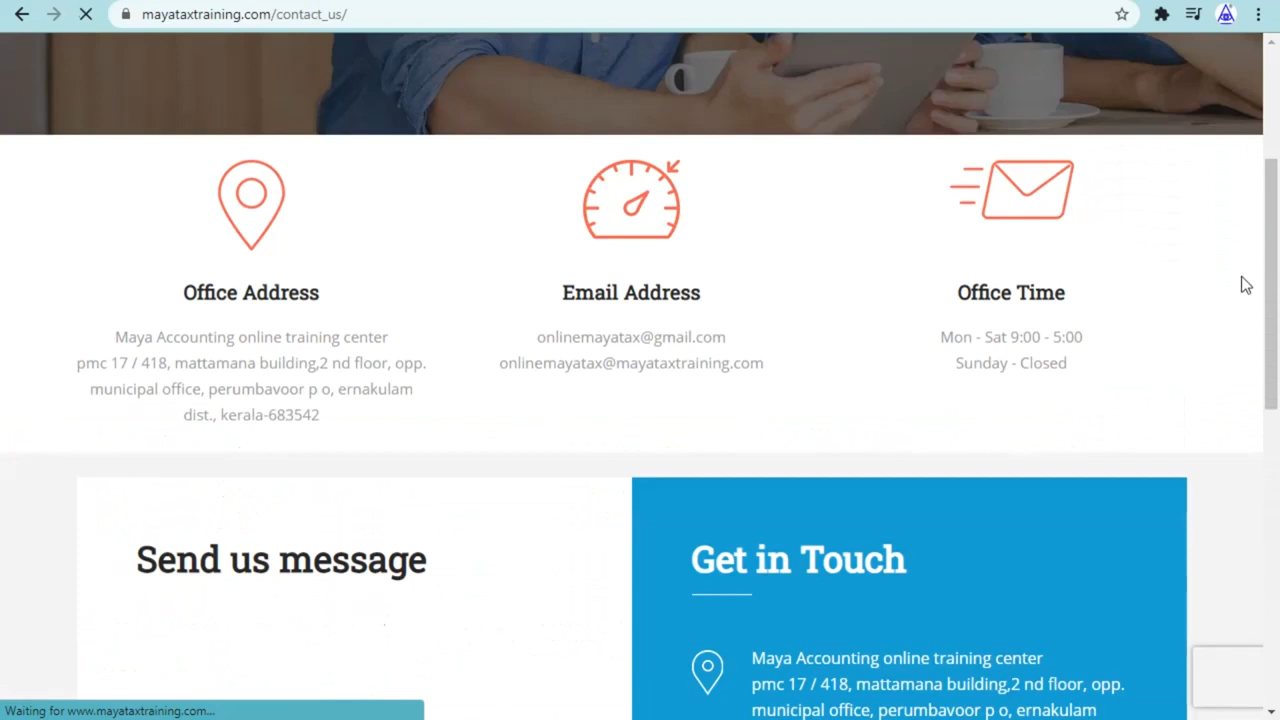 mayataxtraining.com/contact_us/
Office Address
Maya Accounting online training center
pmc 17 / 418, mattamana building,2 nd floor, opp.
municipal office, perumbavoor p o, ernakulam
dist., kerala-683542
Email Address
onlinemayatax@gmail.com
onlinemayatax@mayataxtraining.com
Office Time
Mon - Sat 9:00 - 5:00
Sunday - Closed
Send us message
Get in Touch
Maya Accounting online training center
pmc 17 / 418, mattamana building,2 nd floor, opp.
municipal office, perumbavoor p o, ernakulam
Waiting for www.mayataxtraining.com...